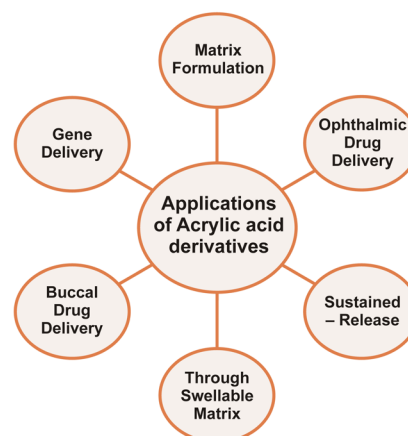 Matrix
Formulation
Gene
Delivery
Ophthalmic
Drug
Delivery
Applications
of Acrylic acid
derivatives
Buccal
Drug
Delivery
Sustained
– Release
Through
Swellable
Matrix